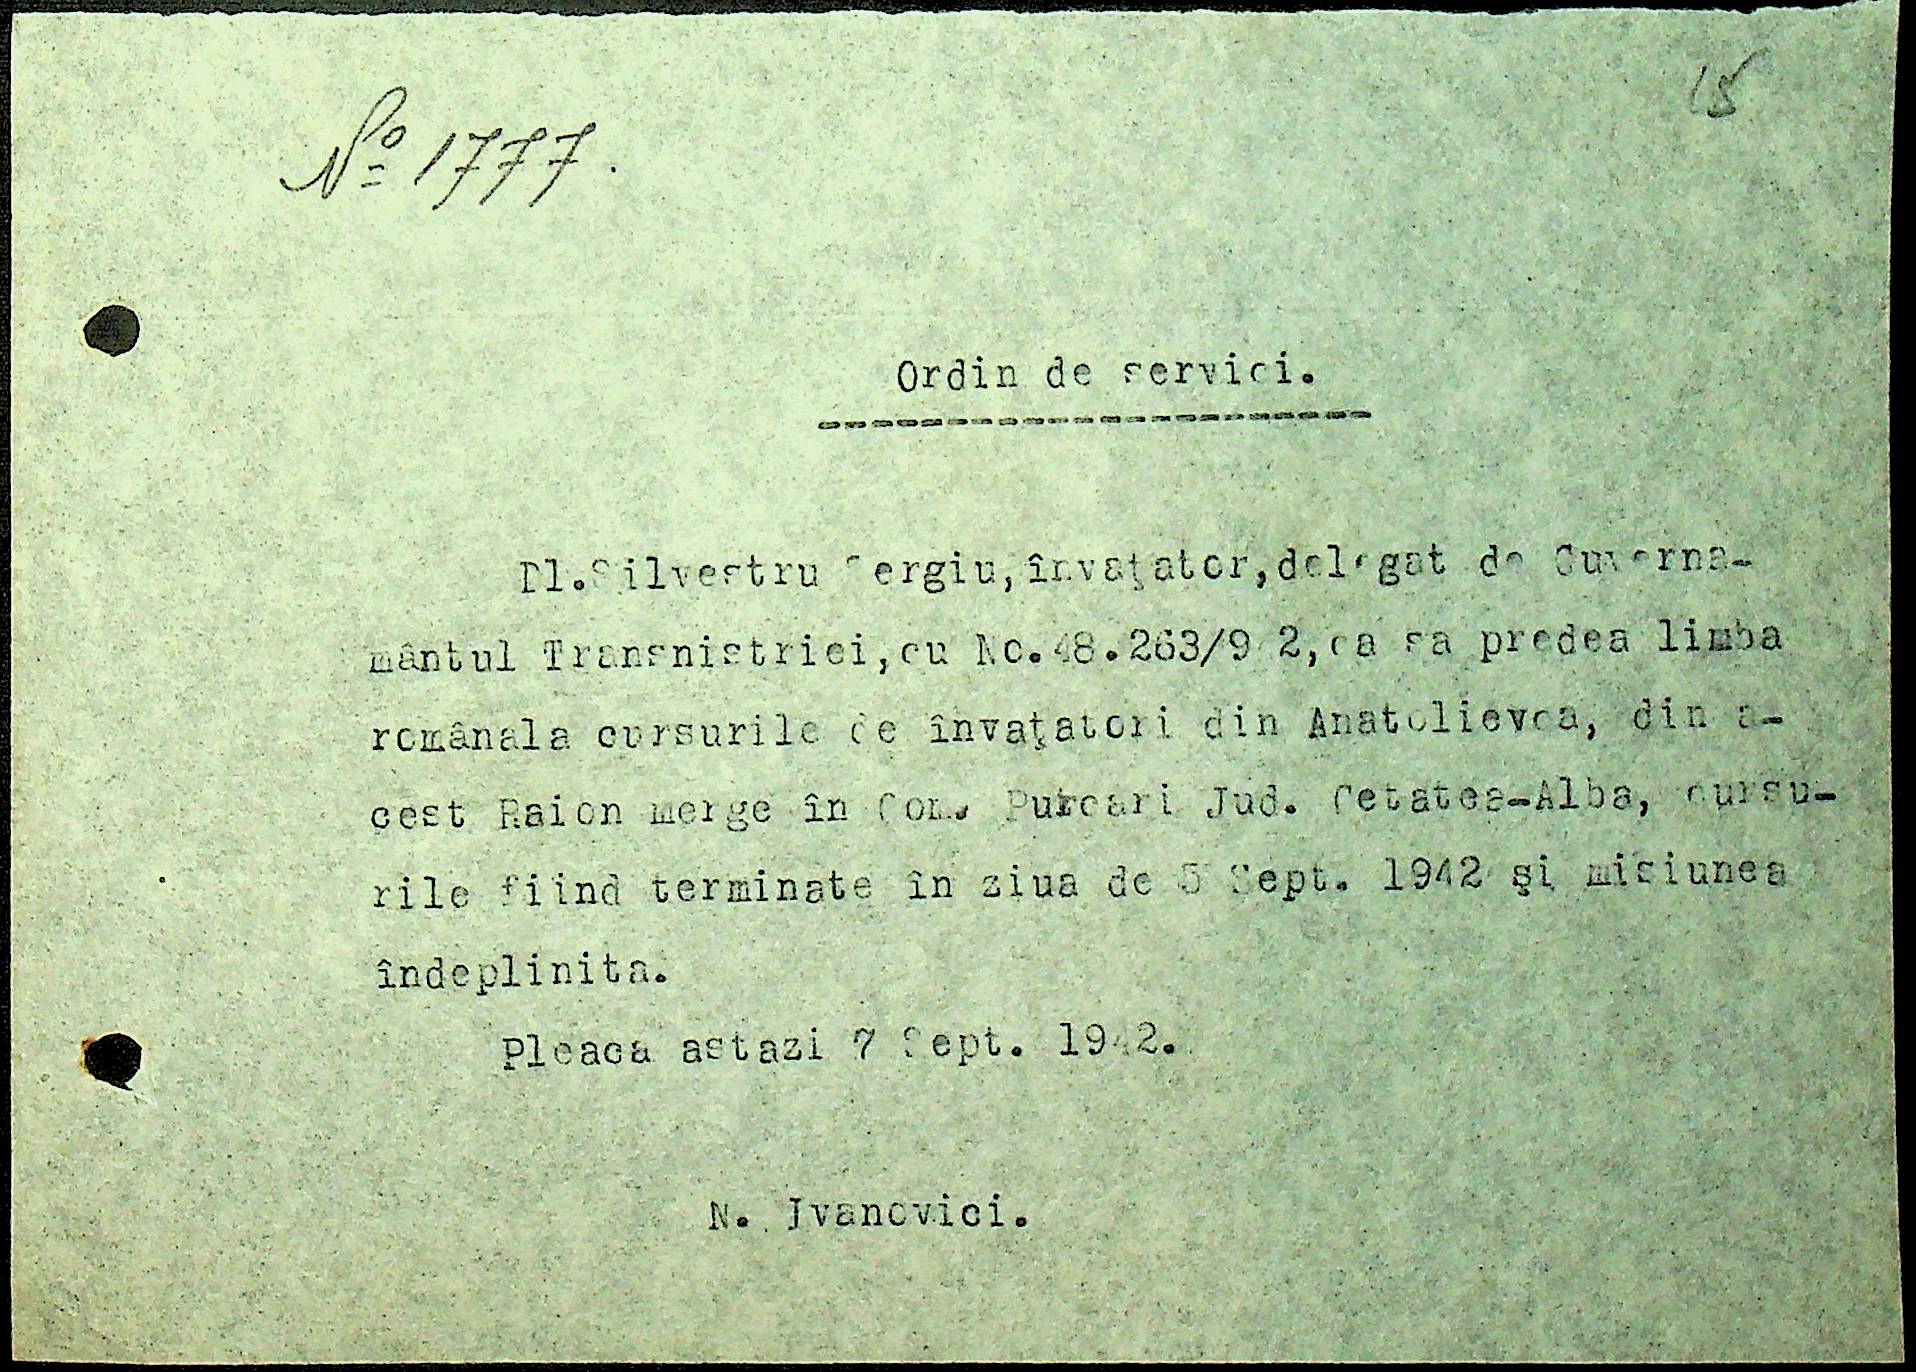 15
No 1777.
Ordin de servici.
Dl.Silvestru Sergiu, învaţator, delegat de Guverna-
mântul Transnistriei, cu No.48.263/942, ca sa predea limba
românala cursurile de învaţatori din Anatolievca, din a-
cest Raion merge în Com. Purcari Jud. Cetatea-Alba, cursu-
rile fiind terminate în ziua de 5 Sept. 1942 şi misiunea
îndeplinita.
Pleaca astazi 7 Sept. 1942.
N. Ivanovici.